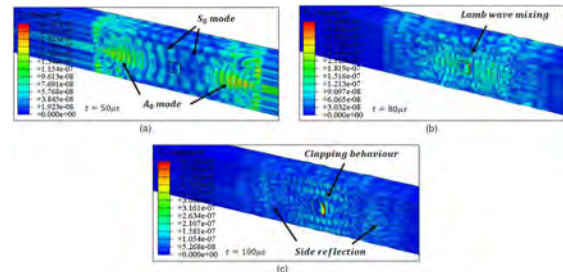 S₀ mode
A₀ mode
+1.154e-07
+9.613e-08
+7.691e-08
+5.768e-08
+3.845e-08
+1.923e-08
+0.000e+00
t = 50μs
(a)
Lamb wave mixing
+1.819e-07
+1.516e-07
+1.213e-07
+9.097e-08
+6.065e-08
+3.032e-08
+0.000e+00
t = 80μs
(b)
Clapping behaviour
+3.161e-07
+2.634e-07
+2.107e-07
+1.581e-07
+1.054e-07
+5.268e-08
+0.000e+00
t = 100μs
Side reflection
(c)